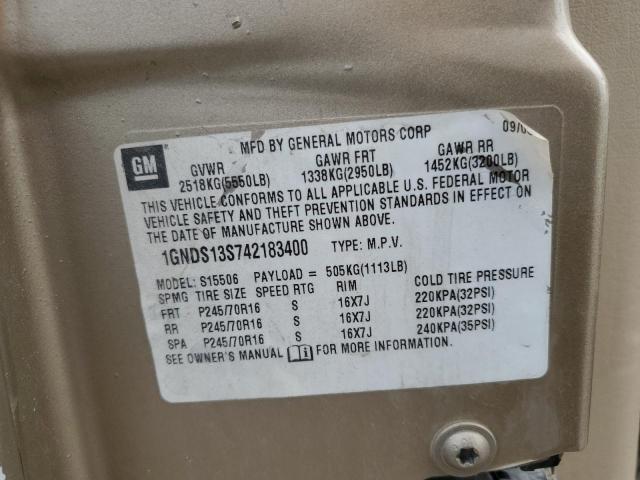 GM
MFD BY GENERAL MOTORS CORP
GVWR GAWR FRT GAWR RR
2518KG(5550LB) 1338KG(2950LB) 1452KG(3200LB)
THIS VEHICLE CONFORMS TO ALL APPLICABLE U.S. FEDERAL MOTOR
VEHICLE SAFETY AND THEFT PREVENTION STANDARDS IN EFFECT ON
THE DATE OF MANUFACTURE SHOWN ABOVE.
1GNDS13S742183400 TYPE: M.P.V.
MODEL: S15506 PAYLOAD = 505KG(1113LB)
SPMG TIRE SIZE SPEED RTG RIM COLD TIRE PRESSURE
FRT P245/70R16 S 16X7J 220KPA(32PSI)
RR P245/70R16 S 16X7J 220KPA(32PSI)
SPA P245/70R16 S 16X7J 240KPA(35PSI)
SEE OWNER'S MANUAL FOR MORE INFORMATION.